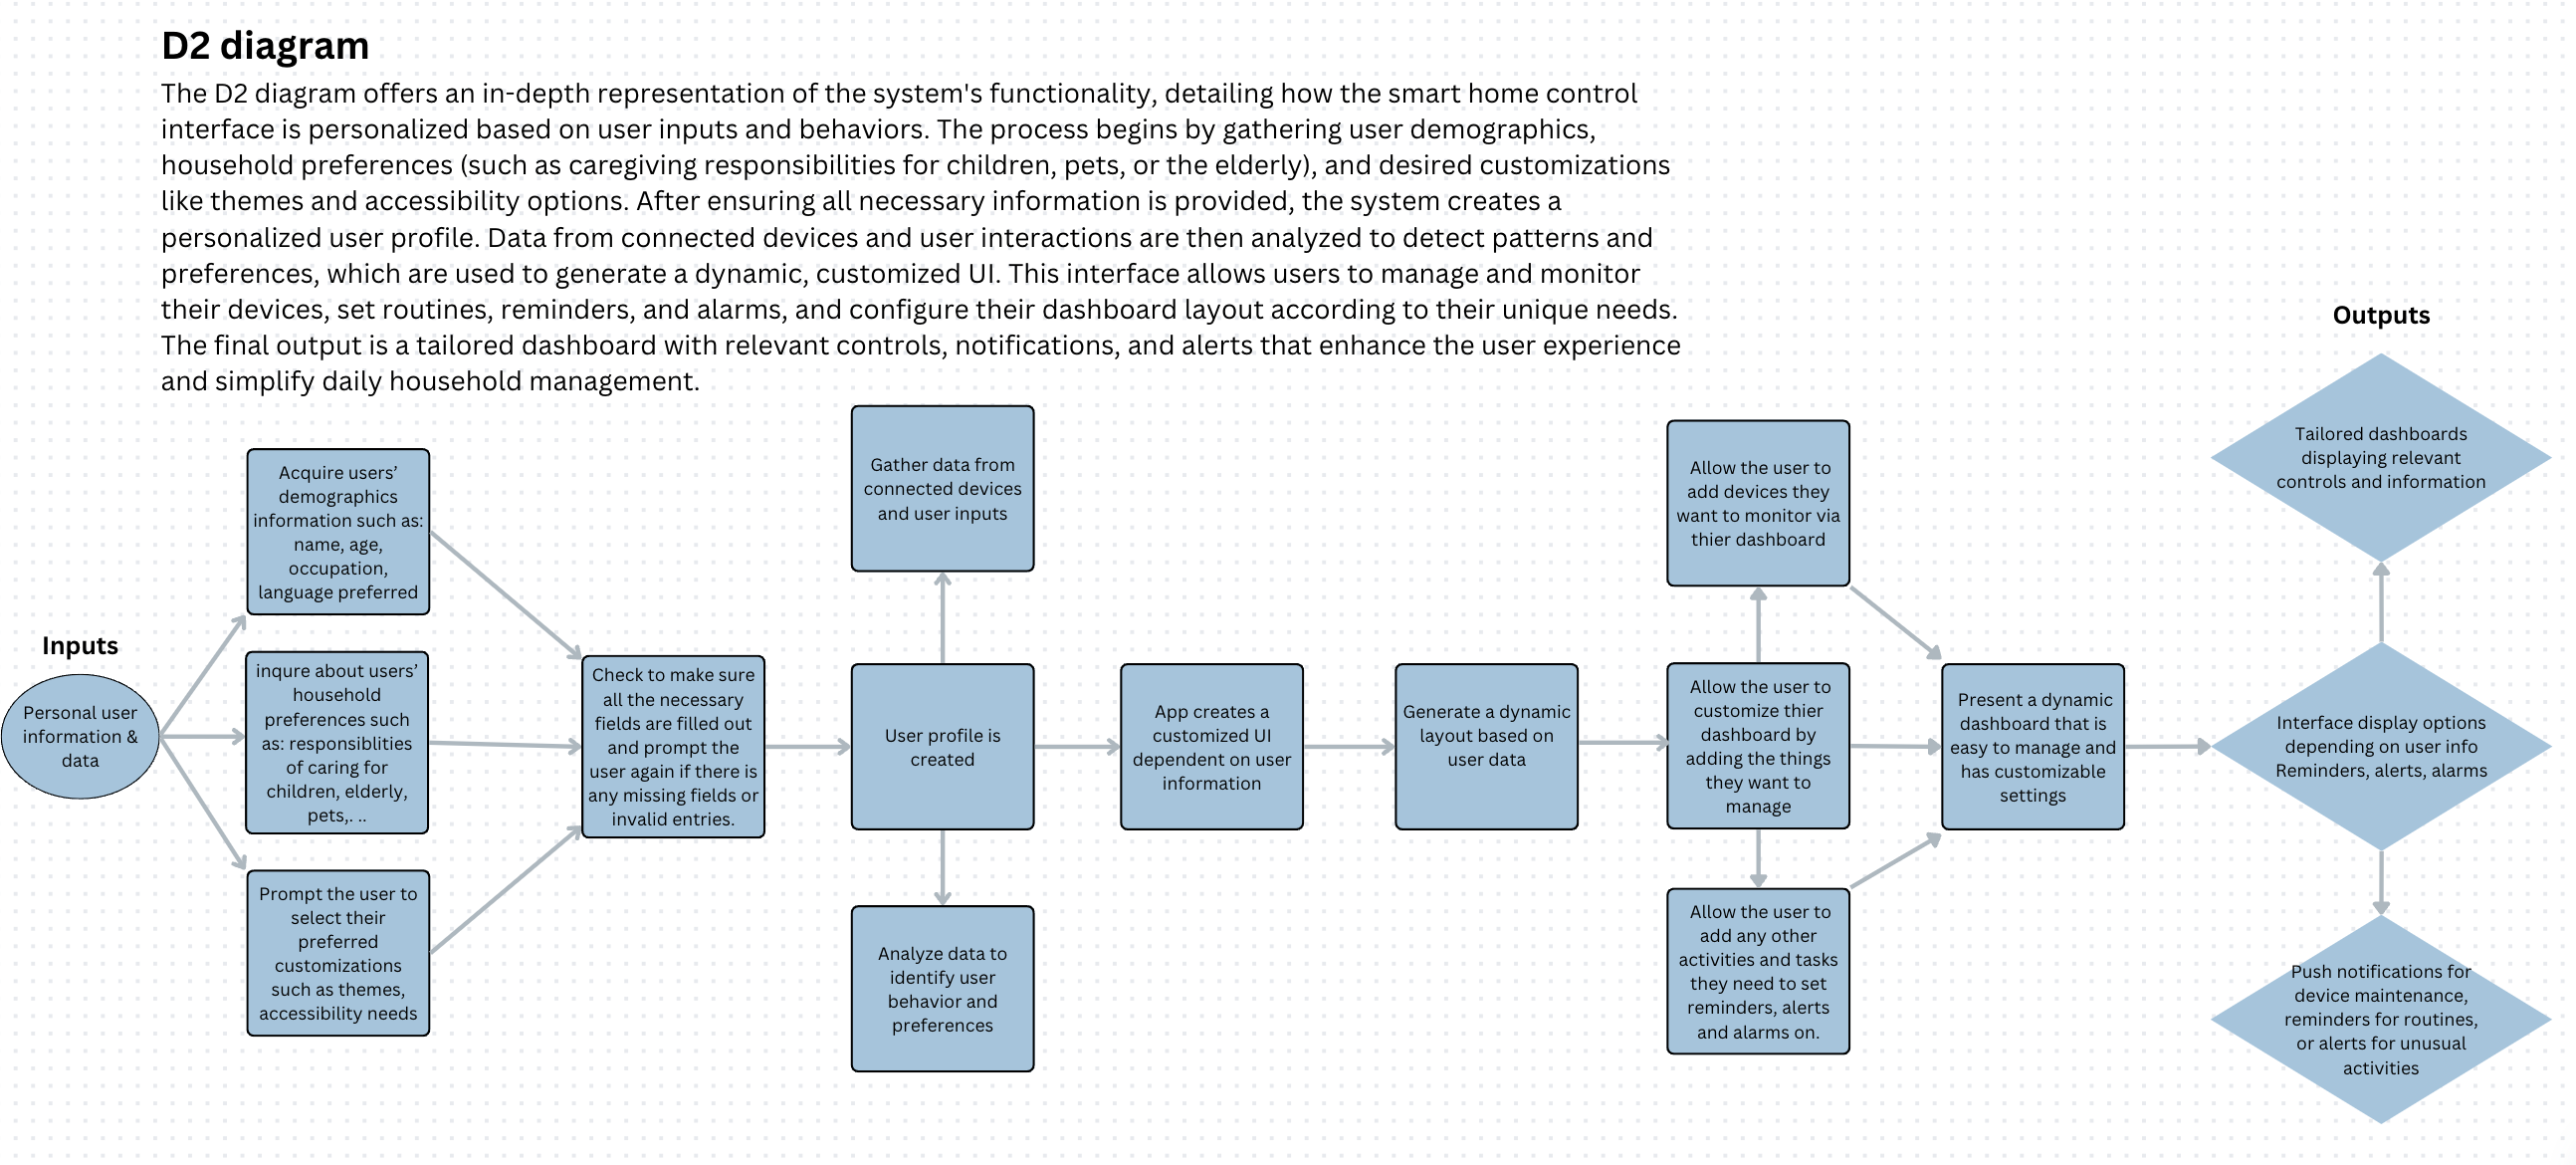 D2 diagram
The D2 diagram offers an in-depth representation of the system's functionality, detailing how the smart home control
interface is personalized based on user inputs and behaviors. The process begins by gathering user demographics,
household preferences (such as caregiving responsibilities for children, pets, or the elderly), and desired customizations
like themes and accessibility options. After ensuring all necessary information is provided, the system creates a
personalized user profile. Data from connected devices and user interactions are then analyzed to detect patterns and
preferences, which are used to generate a dynamic, customized UI. This interface allows users to manage and monitor
their devices, set routines, reminders, and alarms, and configure their dashboard layout according to their unique needs.
The final output is a tailored dashboard with relevant controls, notifications, and alerts that enhance the user experience
and simplify daily household management.
Inputs
Personal user
information &
data
Acquire users’
demographics
information such as:
name, age,
occupation,
language preferred
inqure about users’
household
preferences such
as: responsiblities
of caring for
children, elderly,
pets,. ..
Prompt the user to
select their
preferred
customizations
such as themes,
accessibility needs
Check to make sure
all the necessary
fields are filled out
and prompt the
user again if there is
any missing fields or
invalid entries.
Gather data from
connected devices
and user inputs
User profile is
created
Analyze data to
identify user
behavior and
preferences
App creates a
customized UI
dependent on user
information
Generate a dynamic
layout based on
user data
Allow the user to
add devices they
want to monitor via
thier dashboard
Allow the user to
customize thier
dashboard by
adding the things
they want to
manage
Allow the user to
add any other
activities and tasks
they need to set
reminders, alerts
and alarms on.
Present a dynamic
dashboard that is
easy to manage and
has customizable
settings
Outputs
Tailored dashboards
displaying relevant
controls and information
Interface display options
depending on user info
Reminders, alerts, alarms
Push notifications for
device maintenance,
reminders for routines,
or alerts for unusual
activities